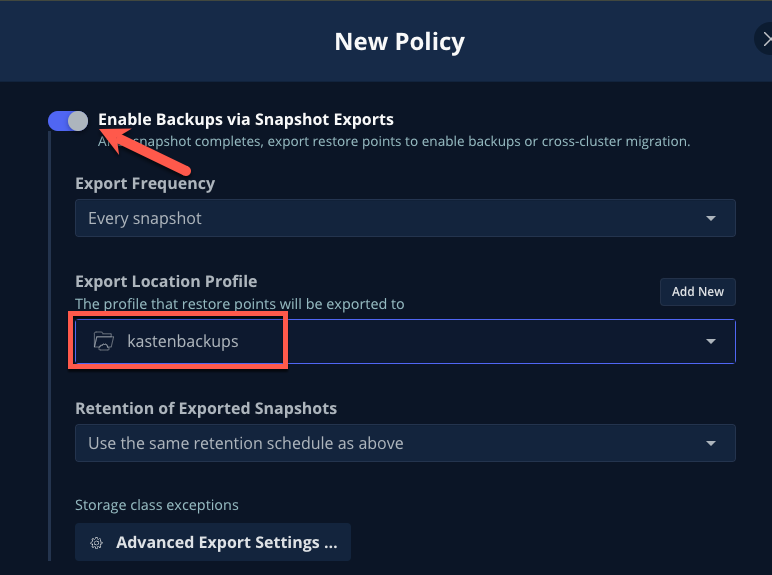 New Policy
Enable Backups via Snapshot Exports
snapshot completes, export restore points to enable backups or cross-cluster migration.
Export Frequency
Every snapshot
Export Location Profile
Add New
The profile that restore points will be exported to
kastenbackups
Retention of Exported Snapshots
Use the same retention schedule as above
Storage class exceptions
Advanced Export Settings ...